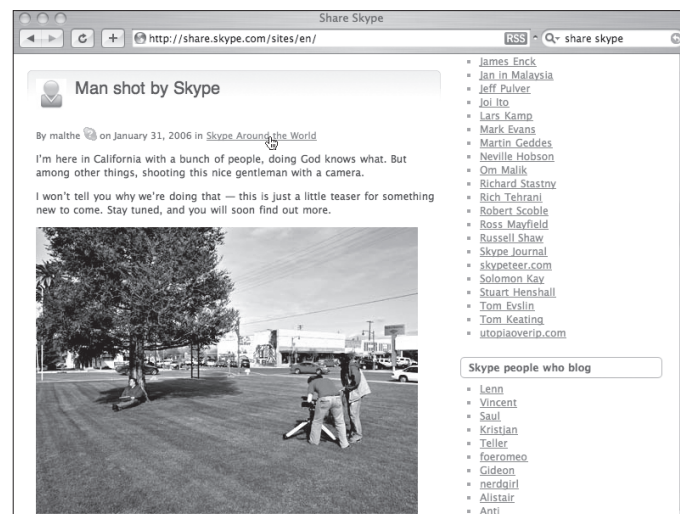 Share Skype
http://share.skype.com/sites/en/
RSS
share skype
Man shot by Skype
By malthe on January 31, 2006 in Skype Around the World
I'm here in California with a bunch of people, doing God knows what. But
among other things, shooting this nice gentleman with a camera.
I won't tell you why we're doing that — this is just a little teaser for something
new to come. Stay tuned, and you will soon find out more.
James Enck
Jan in Malaysia
Jeff Pulver
Joi Ito
Lars Kamp
Mark Evans
Martin Geddes
Neville Hobson
Om Malik
Richard Stastny
Rich Tehrani
Robert Scoble
Ross Mayfield
Russell Shaw
Skype Journal
skypeteer.com
Solomon Kay
Stuart Henshall
Tom Evslin
Tom Keating
utopiaoverip.com
Skype people who blog
Lenn
Vincent
Saul
Kristjan
Teller
foeromeo
Gideon
nerdgirl
Alistair
Anti